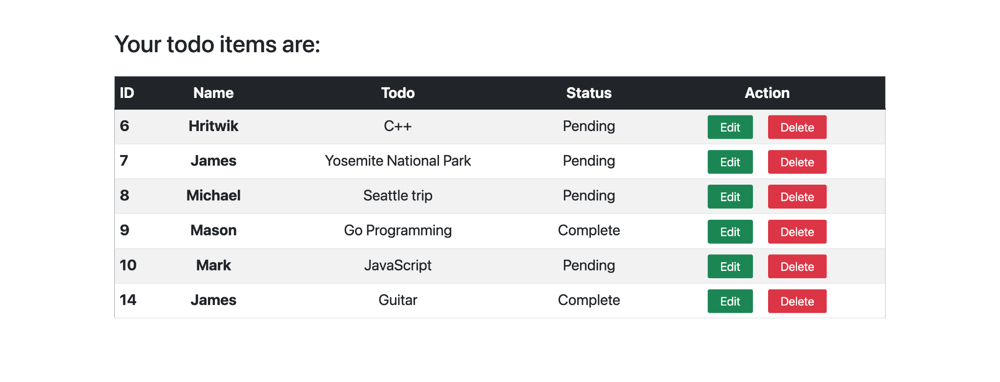 Your todo items are:
ID Name Todo Status Action
6 Hritwik C++ Pending Edit Delete
7 James Yosemite National Park Pending Edit Delete
8 Michael Seattle trip Pending Edit Delete
9 Mason Go Programming Complete Edit Delete
10 Mark JavaScript Pending Edit Delete
14 James Guitar Complete Edit Delete